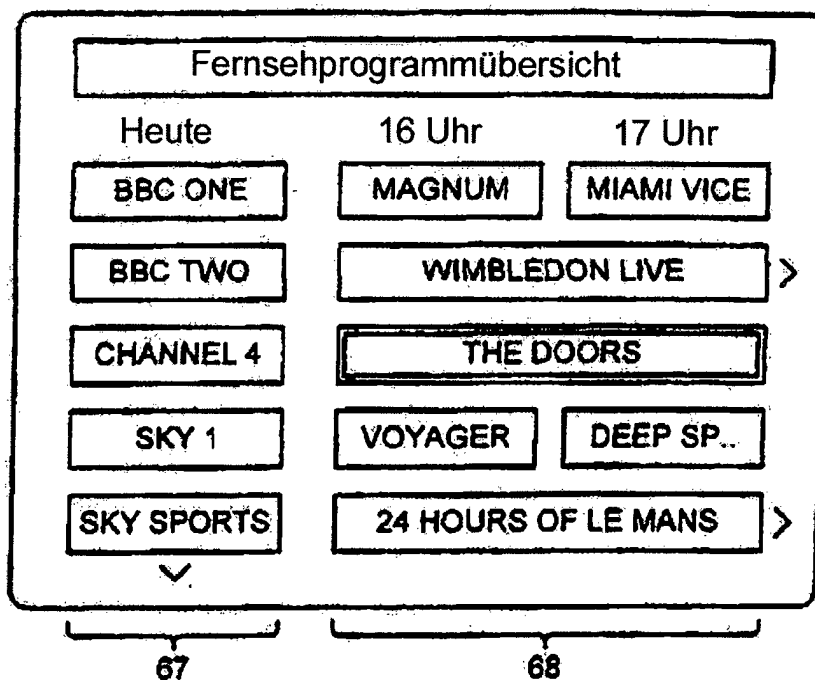 Fernsehprogrammübersicht
Heute 16 Uhr 17 Uhr
BBC ONE MAGNUM MIAMI VICE
BBC TWO WIMBLEDON LIVE >
CHANNEL 4 THE DOORS
SKY 1 VOYAGER DEEP SP..
SKY SPORTS 24 HOURS OF LE MANS >
67 68